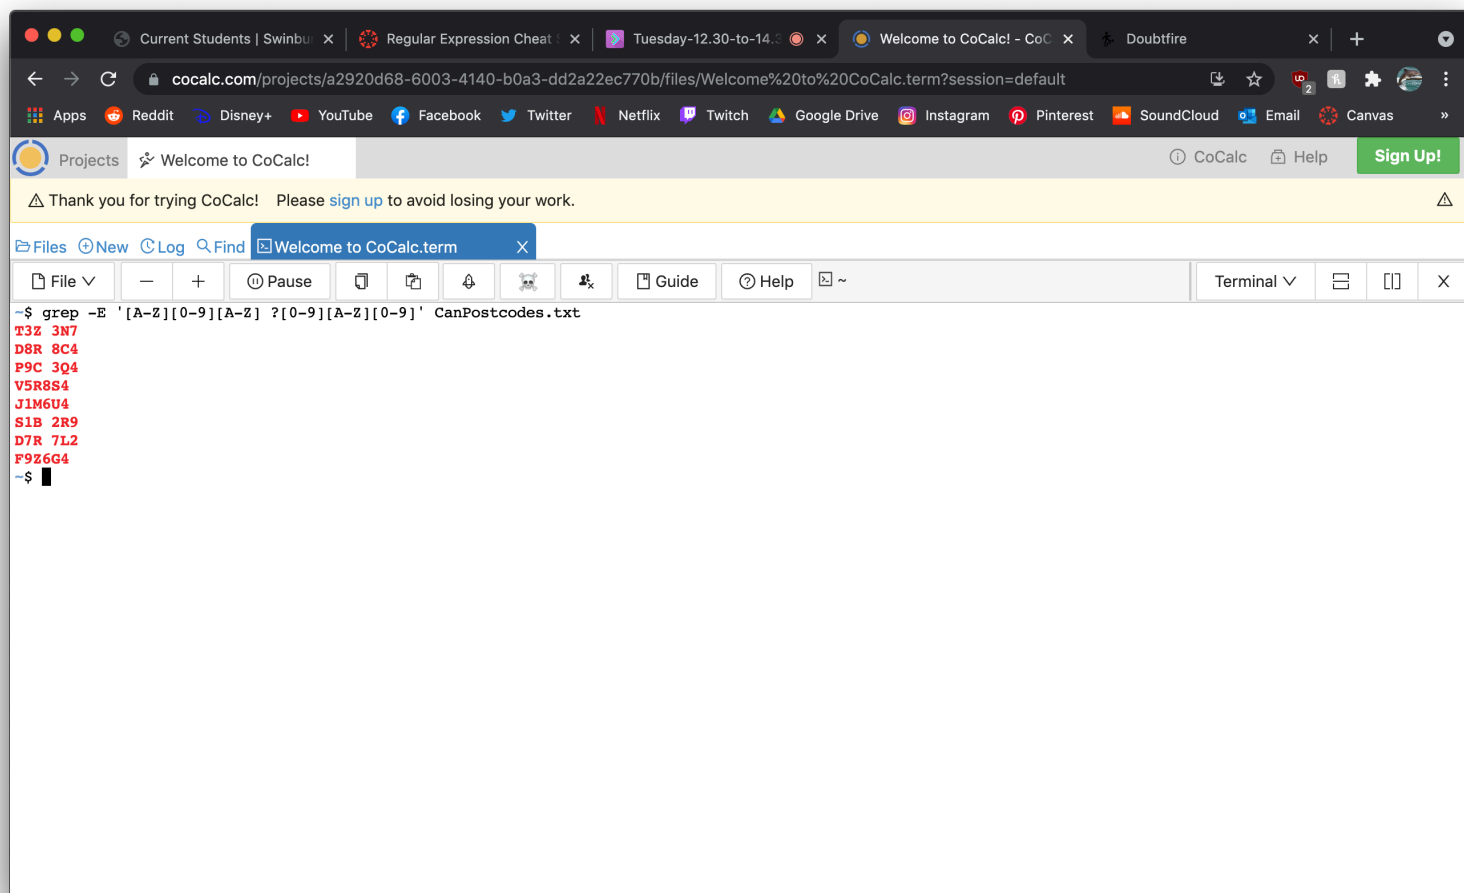 Current Students | Swinbu
Regular Expression Cheat
Tuesday-12.30-to-14.3
Welcome to CoCalc! - CoC
Doubtfire
cocalc.com/projects/a2920d68-6003-4140-b0a3-dd2a22ec770b/files/Welcome%20to%20CoCalc.term?session=default
2
Apps Reddit Disney+ YouTube Facebook Twitter Netflix Twitch Google Drive Instagram Pinterest SoundCloud Email Canvas »
Projects Welcome to CoCalc! CoCalc Help Sign Up!
Thank you for trying CoCalc! Please sign up to avoid losing your work.
Files New Log Find Welcome to CoCalc.term X
File Pause Guide Help ~ Terminal X
~$ grep -E '[A-Z][0-9][A-Z] ?[0-9][A-Z][0-9]' CanPostcodes.txt
T3Z 3N7
D8R 8C4
P9C 3Q4
V5R8S4
J1M6U4
S1B 2R9
D7R 7L2
F9Z6G4
~$